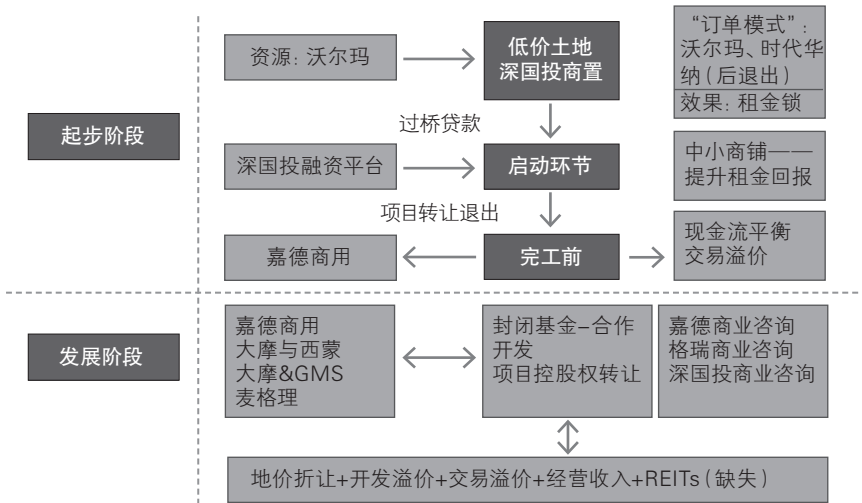 起步阶段
资源：沃尔玛
低价土地
深国投商置
“订单模式”：
沃尔玛、时代华
纳（后退出）
效果：租金锁
过桥贷款
深国投融资平台
启动环节
中小商铺——
提升租金回报
项目转让退出
嘉德商用
完工前
现金流平衡
交易溢价
发展阶段
嘉德商用
大摩与西蒙
大摩&GMS
麦格理
封闭基金–合作
开发
项目控股权转让
嘉德商业咨询
格瑞商业咨询
深国投商业咨询
地价折让+开发溢价+交易溢价+经营收入+REITs（缺失）